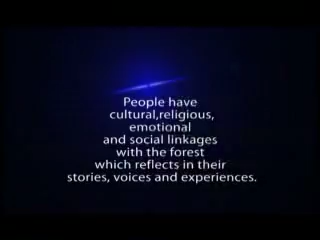 People have
cultural,religious,
emotional
and social linkages
with the forest
which reflects in their
stories, voices and experiences.